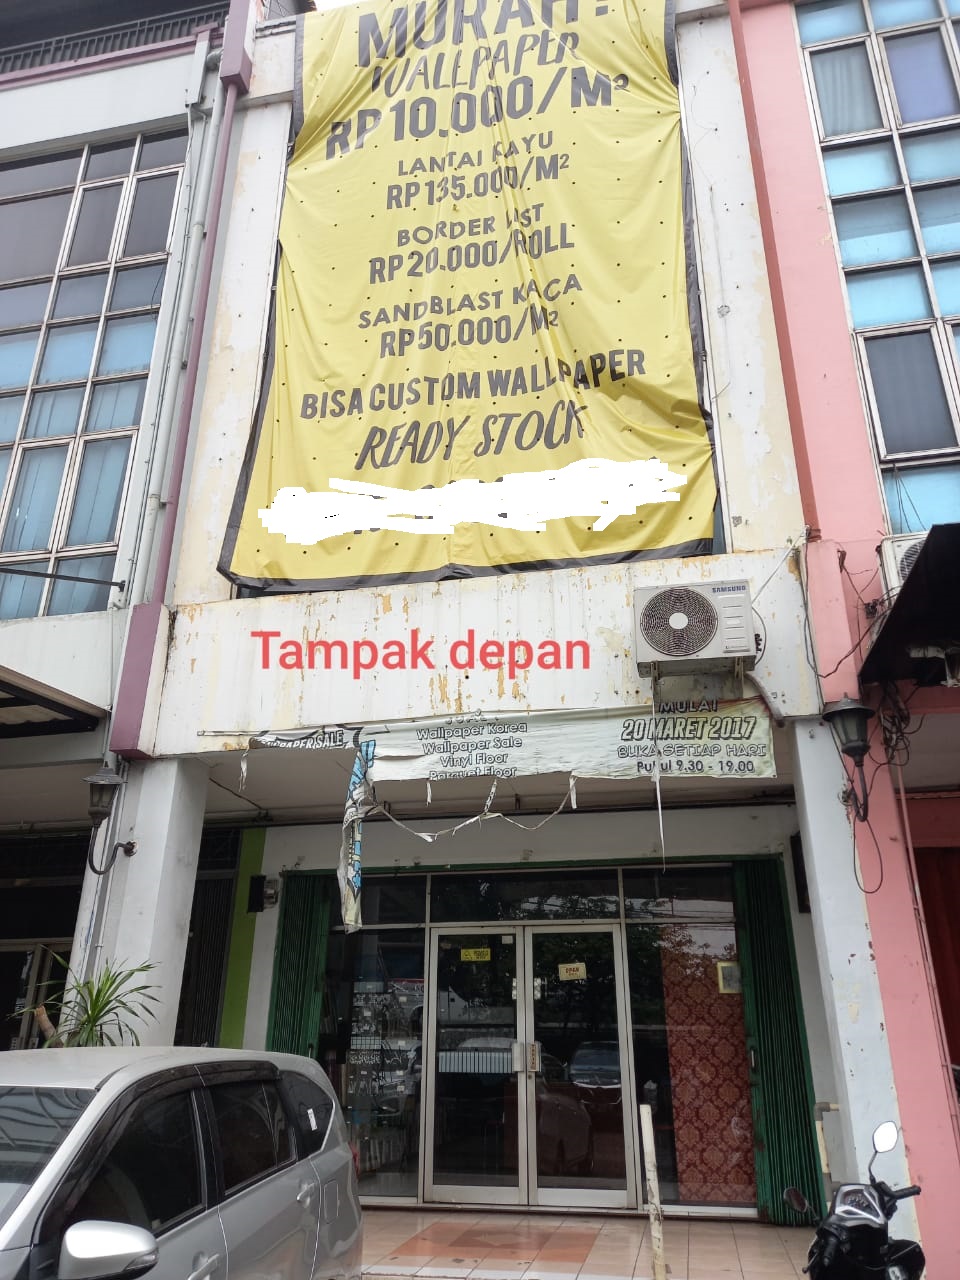 MURAH!
WALLPAPER
RP 10.000/M²
LANTAI KAYU
RP 135.000/M²
BORDER LIST
RP 20.000/ROLL
SANDBLAST KACA
RP 50.000/M²
BISA CUSTOM WALLPAPER
READY STOCK
SAMSUNG
Tampak depan
MULAI
20 MARET 2017
BUKA SETIAP HARI
Pukul 9.30 - 19.00
Wallpaper Korea
Wallpaper Sale
Vinyl Floor
Parquet Floor
OPEN